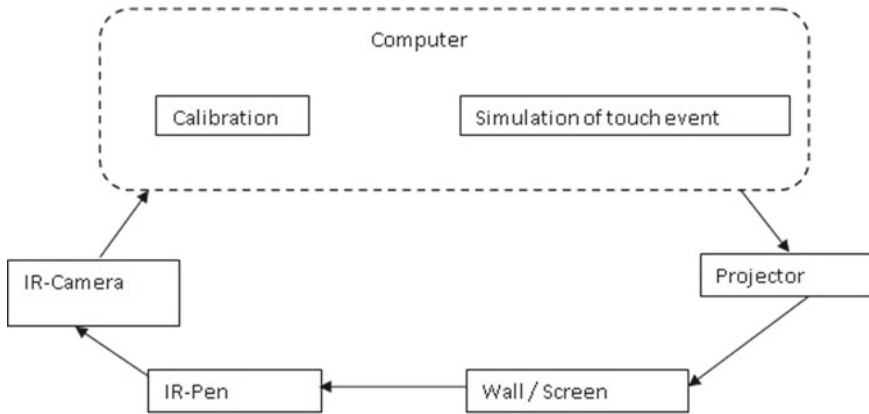 Computer
Calibration
Simulation of touch event
IR-Camera
Projector
IR-Pen
Wall / Screen